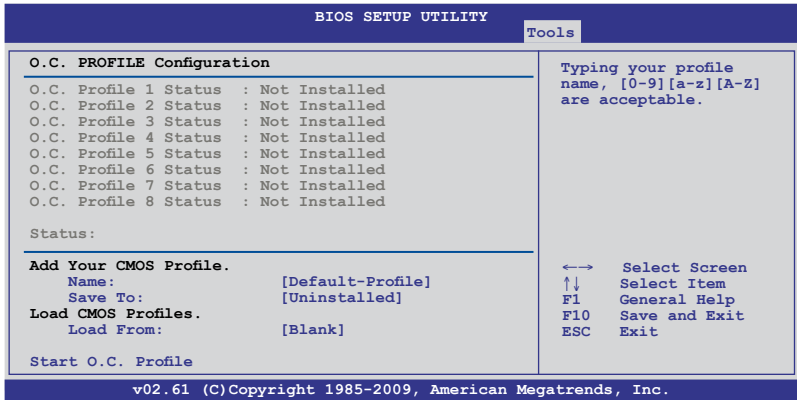 BIOS SETUP UTILITY
Tools
O.C. PROFILE Configuration
O.C. Profile 1 Status : Not Installed
O.C. Profile 2 Status : Not Installed
O.C. Profile 3 Status : Not Installed
O.C. Profile 4 Status : Not Installed
O.C. Profile 5 Status : Not Installed
O.C. Profile 6 Status : Not Installed
O.C. Profile 7 Status : Not Installed
O.C. Profile 8 Status : Not Installed
Status:
Add Your CMOS Profile.
Name: [Default-Profile]
Save To: [Uninstalled]
Load CMOS Profiles.
Load From: [Blank]
Start O.C. Profile
Typing your profile
name, [0-9][a-z][A-Z]
are acceptable.
←→ Select Screen
↑↓ Select Item
F1 General Help
F10 Save and Exit
ESC Exit
v02.61 (C)Copyright 1985-2009, American Megatrends, Inc.